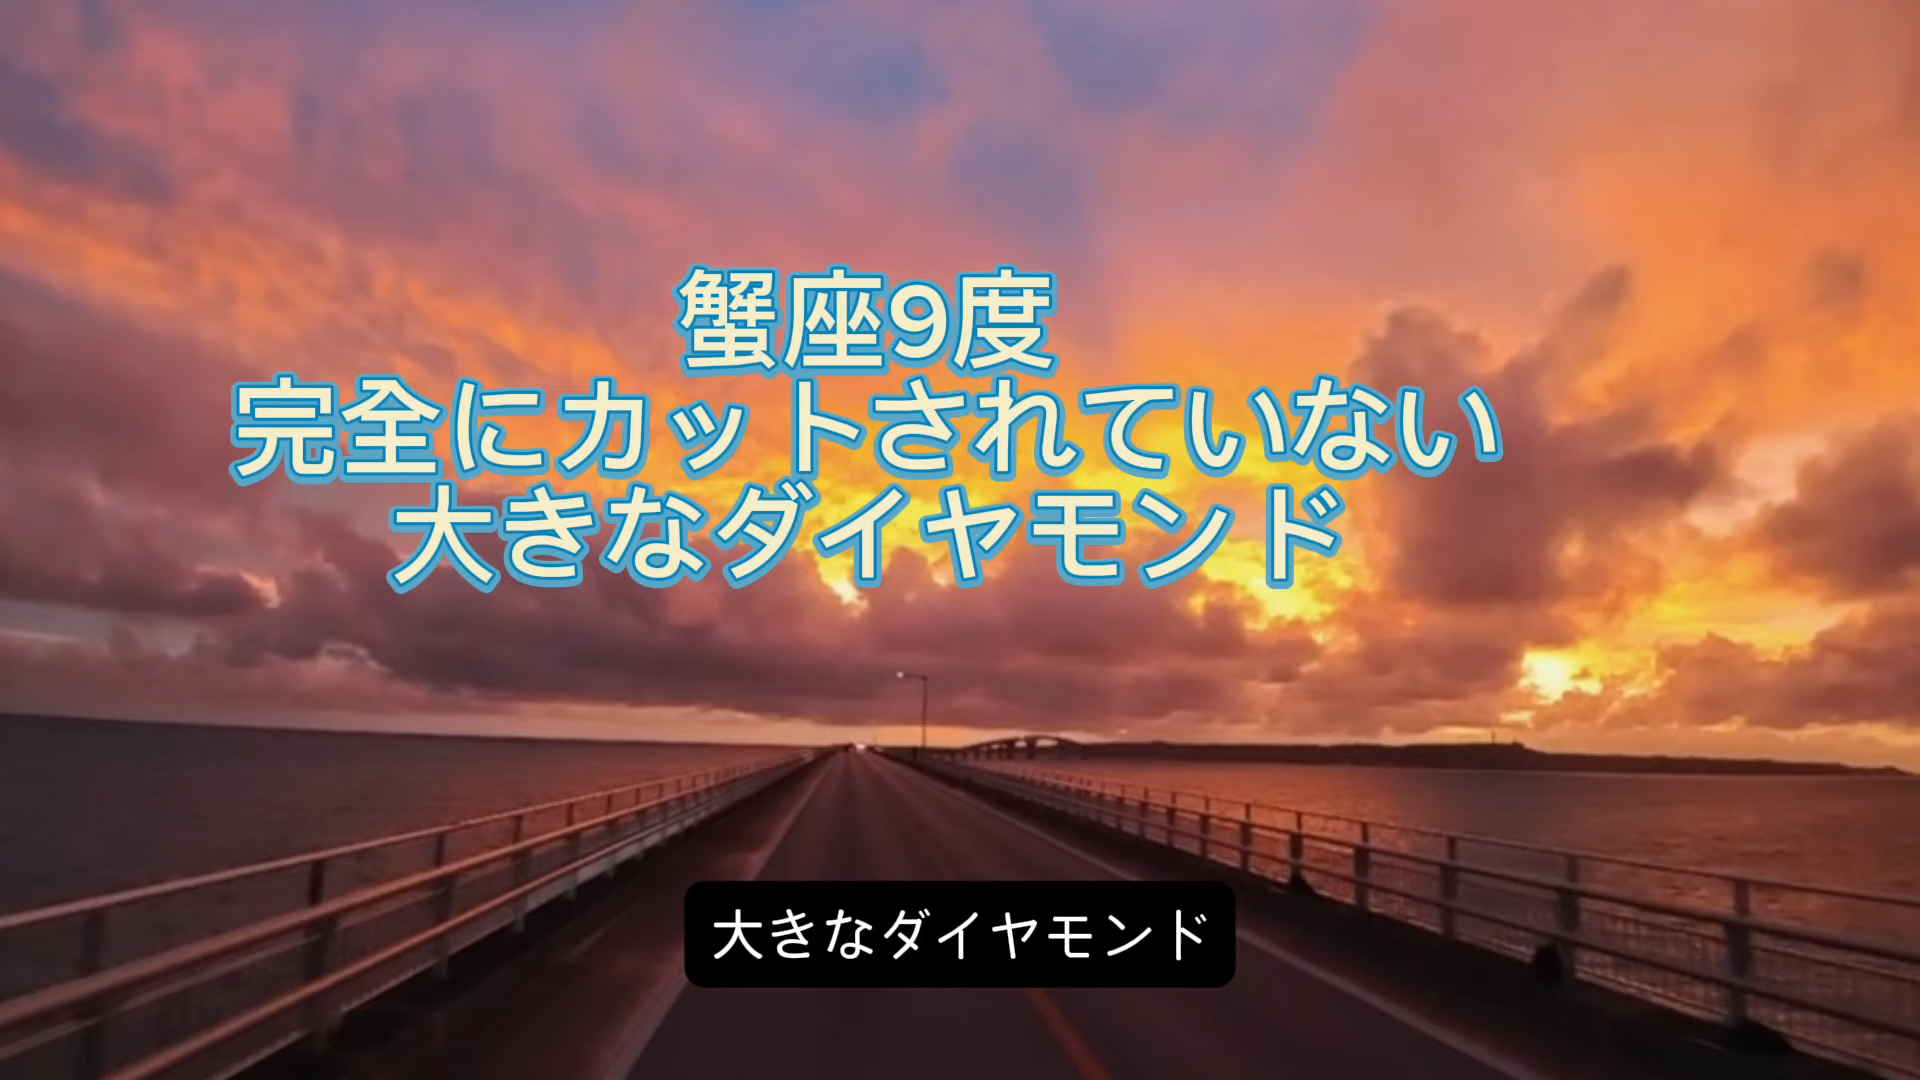 蟹座9度
完全にカットされていない
大きなダイヤモンド
大きなダイヤモンド